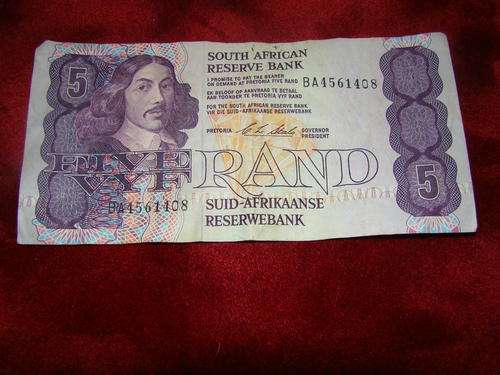 SOUTH AFRICAN
RESERVE BANK
5
I PROMISE TO PAY THE BEARER
ON DEMAND AT PRETORIA FIVE RAND
BA4561408
EK BELOOF OP AANVRAAG TE BETAAL
AAN TOONDER TE PRETORIA VYF RAND
FOR THE SOUTH AFRICAN RESERVE BANK
VIR DIE SUID-AFRIKAANSE RESERWEBANK
PRETORIA
GOVERNOR
PRESIDENT
FIVE
VYF
RAND
5
BA4561408
SUID-AFRIKAANSE
RESERWEBANK